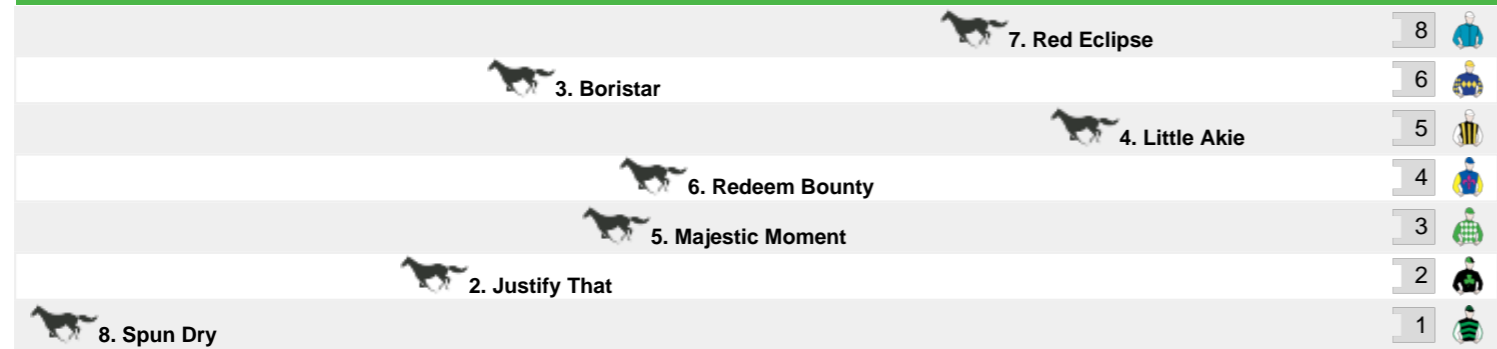 7. Red Eclipse 8
3. Boristar 6
4. Little Akie 5
6. Redeem Bounty 4
5. Majestic Moment 3
2. Justify That 2
8. Spun Dry 1